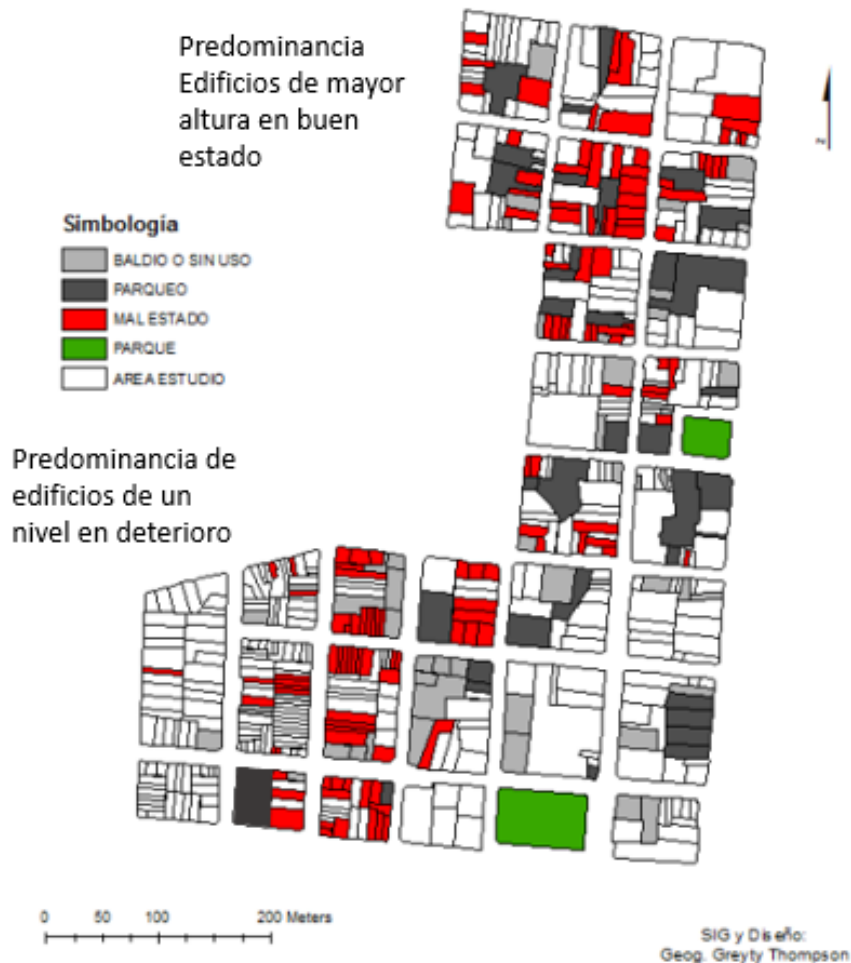 Predominancia
Edificios de mayor
altura en buen
estado
Simbología
BALDIO O SIN USO
PARQUEO
MAL ESTADO
PARQUE
AREA ESTUDIO
Predominancia de
edificios de un
nivel en deterioro
N
0 50 100 200 Meters
SIG y Diseño:
Geog. Greyty Thompson